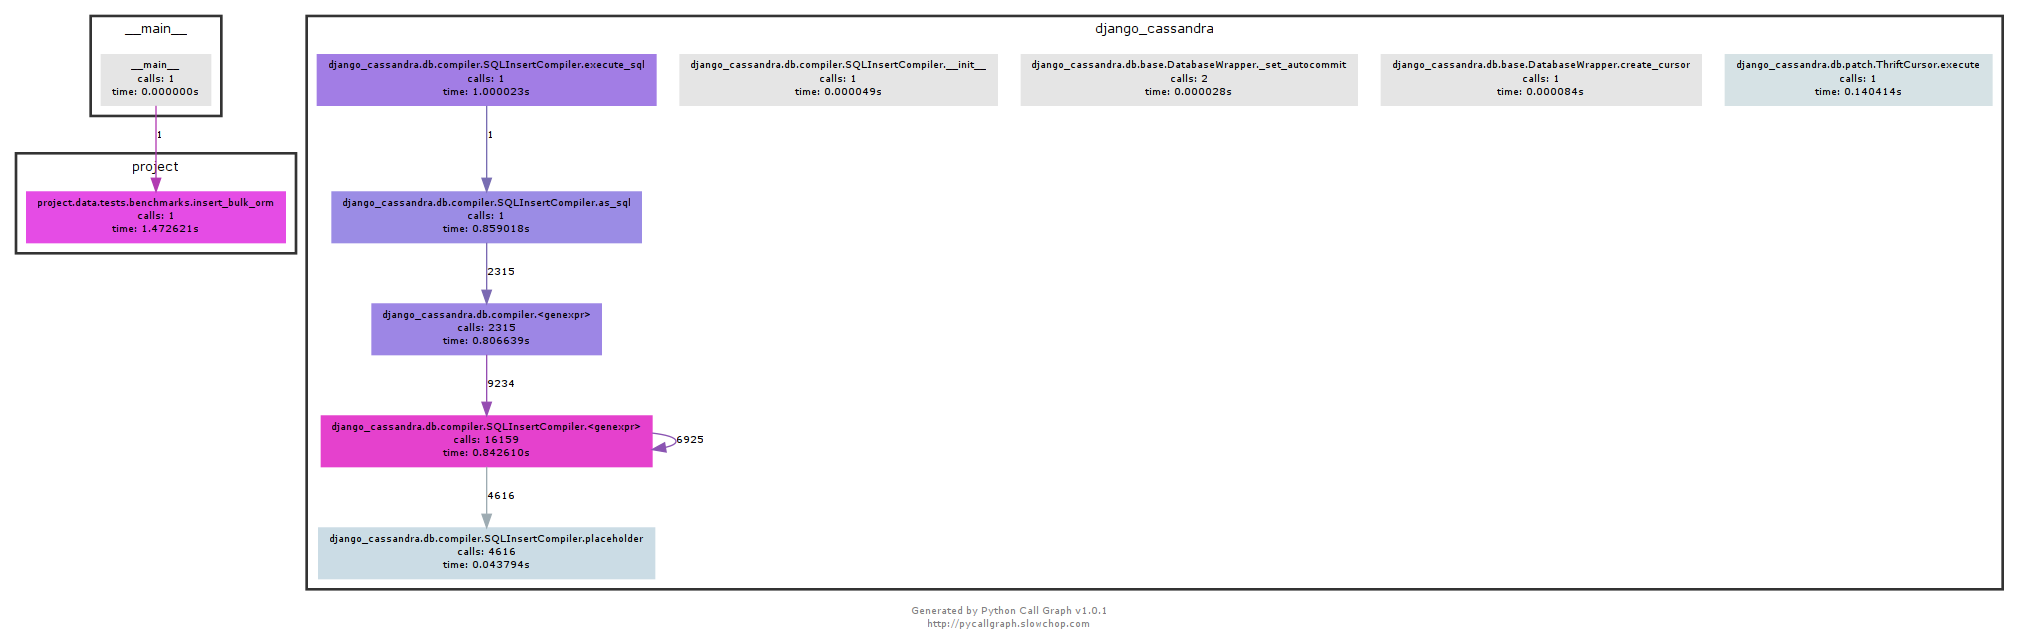 __main__
__main__
calls: 1
time: 0.000000s
1
project
project.data.tests.benchmarks.insert_bulk_orm
calls: 1
time: 1.472621s
django_cassandra
django_cassandra.db.compiler.SQLInsertCompiler.execute_sql
calls: 1
time: 1.000023s
django_cassandra.db.compiler.SQLInsertCompiler.__init__
calls: 1
time: 0.000049s
django_cassandra.db.base.DatabaseWrapper._set_autocommit
calls: 2
time: 0.000028s
django_cassandra.db.base.DatabaseWrapper.create_cursor
calls: 1
time: 0.000084s
django_cassandra.db.patch.ThriftCursor.execute
calls: 1
time: 0.140414s
1
django_cassandra.db.compiler.SQLInsertCompiler.as_sql
calls: 1
time: 0.859018s
2315
django_cassandra.db.compiler.<genexpr>
calls: 2315
time: 0.806639s
9234
django_cassandra.db.compiler.SQLInsertCompiler.<genexpr>
calls: 16159
time: 0.842610s
6925
4616
django_cassandra.db.compiler.SQLInsertCompiler.placeholder
calls: 4616
time: 0.043794s
Generated by Python Call Graph v1.0.1
http://pycallgraph.slowchop.com